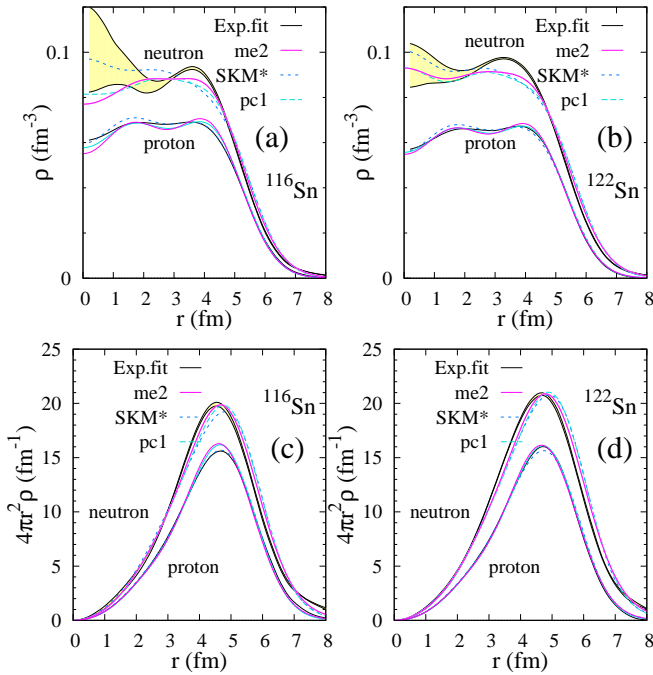 0.1
0
ρ (fm⁻³)
neutron
proton
Exp.fit
me2
SKM*
pc1
(a)
¹¹⁶Sn
0 1 2 3 4 5 6 7 8
r (fm)
0.1
0
ρ (fm⁻³)
neutron
proton
Exp.fit
me2
SKM*
pc1
(b)
¹²²Sn
0 1 2 3 4 5 6 7 8
r (fm)
25
20
15
10
5
0
4πr²ρ (fm⁻¹)
Exp.fit
me2
SKM*
pc1
¹¹⁶Sn
(c)
neutron
proton
0 1 2 3 4 5 6 7 8
r (fm)
25
20
15
10
5
0
4πr²ρ (fm⁻¹)
Exp.fit
me2
SKM*
pc1
¹²²Sn
(d)
neutron
proton
0 1 2 3 4 5 6 7 8
r (fm)